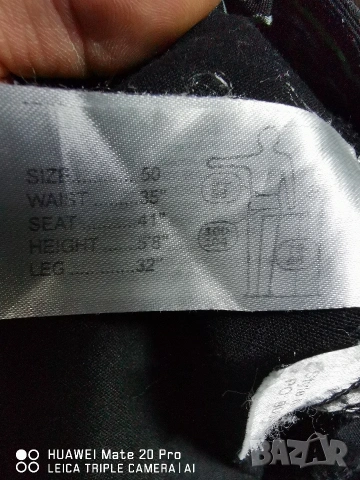 SIZE ............ 50
WAIST ......... 35"
SEAT ........... 41"
HEIGHT ....... 5'8"
LEG ............. 32"
HUAWEI Mate 20 Pro
LEICA TRIPLE CAMERA | AI
BAZAR